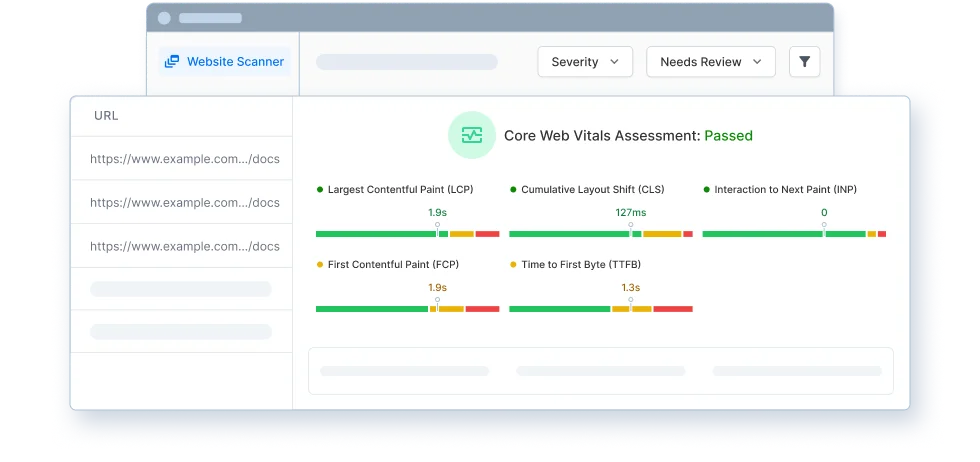 Website Scanner
Severity
Needs Review
URL
https://www.example.com.../docs
https://www.example.com.../docs
https://www.example.com.../docs
Core Web Vitals Assessment: Passed
Largest Contentful Paint (LCP)
1.9s
Cumulative Layout Shift (CLS)
127ms
Interaction to Next Paint (INP)
0
First Contentful Paint (FCP)
1.9s
Time to First Byte (TTFB)
1.3s